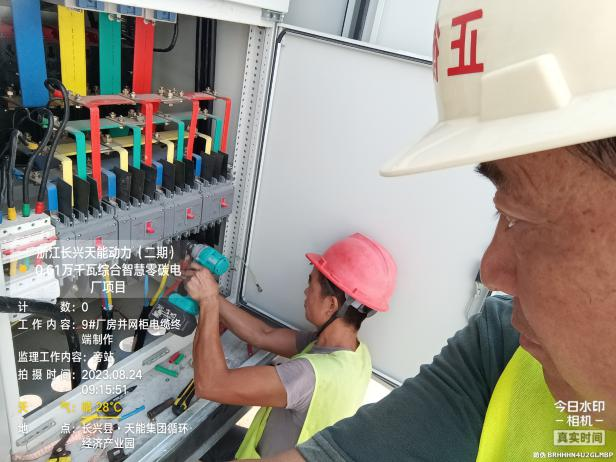 五
浙江长兴天能动力（二期）
0.61万千瓦综合智慧零碳电
厂项目
计　　数：0
工作内容：9#厂房并网柜电缆终
端制作
监理工作内容：旁站
拍摄时间：2023.08.24
09:15:51
天　　气：晴 28℃
地　　点：长兴县·天能集团循环
经济产业园
今日水印
-相机-
真实时间
防伪 BRHHHN4U2GLMBP